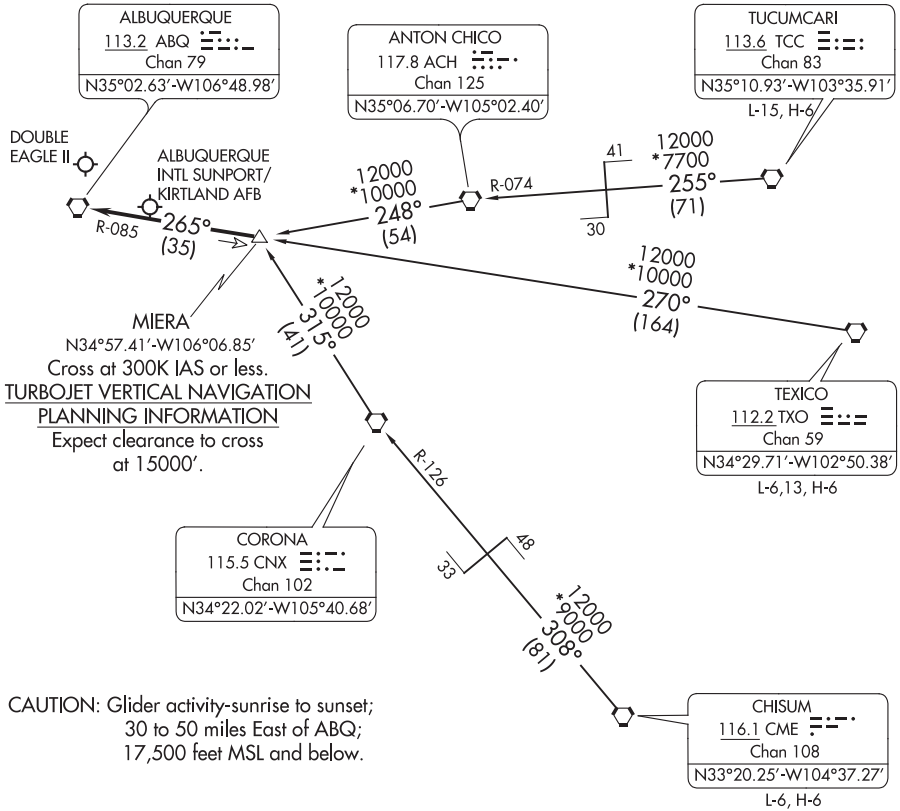 ALBUQUERQUE
113.2 ABQ
Chan 79
N35°02.63'-W106°48.98'
ANTON CHICO
117.8 ACH
Chan 125
N35°06.70'-W105°02.40'
TUCUMCARI
113.6 TCC
Chan 83
N35°10.93'-W103°35.91'
L-15, H-6
DOUBLE
EAGLE II
ALBUQUERQUE
INTL SUNPORT/
KIRTLAND AFB
R-085
265°
(35)
12000
*10000
248°
(54)
R-074
41
30
12000
*7700
255°
(71)
12000
*10000
270°
(164)
12000
*10000
315°
(41)
MIERA
N34°57.41'-W106°06.85'
Cross at 300K IAS or less.
TURBOJET VERTICAL NAVIGATION
PLANNING INFORMATION
Expect clearance to cross
at 15000'.
TEXICO
112.2 TXO
Chan 59
N34°29.71'-W102°50.38'
L-6,13, H-6
R-126
48
33
CORONA
115.5 CNX
Chan 102
N34°22.02'-W105°40.68'
12000
*9000
308°
(81)
CAUTION: Glider activity-sunrise to sunset;
30 to 50 miles East of ABQ;
17,500 feet MSL and below.
CHISUM
116.1 CME
Chan 108
N33°20.25'-W104°37.27'
L-6, H-6